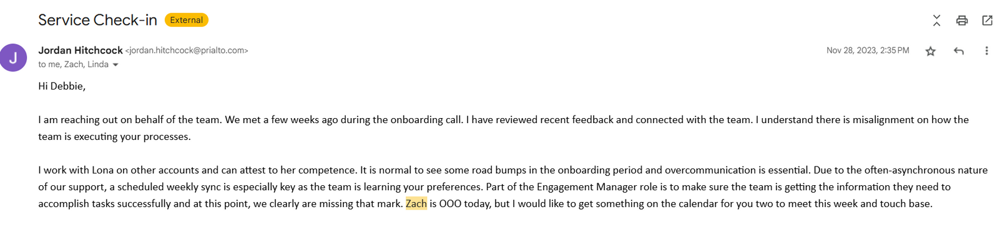 Service Check-in External
J
Jordan Hitchcock <jordan.hitchcock@prialto.com> Nov 28, 2023, 2:35 PM
to me, Zach, Linda
Hi Debbie,
I am reaching out on behalf of the team. We met a few weeks ago during the onboarding call. I have reviewed recent feedback and connected with the team. I understand there is misalignment on how the
team is executing your processes.
I work with Lona on other accounts and can attest to her competence. It is normal to see some road bumps in the onboarding period and overcommunication is essential. Due to the often-asynchronous nature
of our support, a scheduled weekly sync is especially key as the team is learning your preferences. Part of the Engagement Manager role is to make sure the team is getting the information they need to
accomplish tasks successfully and at this point, we clearly are missing that mark. Zach is OOO today, but I would like to get something on the calendar for you two to meet this week and touch base.